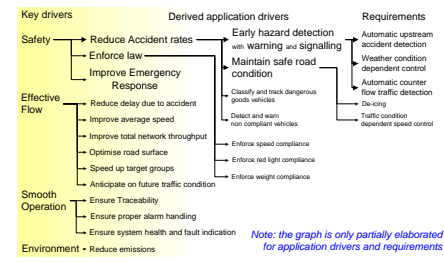 Key drivers
Derived application drivers
Requirements
Safety
Reduce Accident rates
Enforce law
Improve Emergency
Response
Early hazard detection
with warning and signalling
Maintain safe road
condition
Classify and track dangerous
goods vehicles
Detect and warn
non compliant vehicles
Enforce speed compliance
Enforce red light compliance
Enforce weight compliance
Automatic upstream
accident detection
Weather condition
dependent control
Automatic counter
flow traffic detection
De-icing
Traffic condition
dependent speed control
Effective
Flow
Reduce delay due to accident
Improve average speed
Improve total network throughput
Optimise road surface
Speed up target groups
Anticipate on future traffic condition
Smooth
Operation
Ensure Traceability
Ensure proper alarm handling
Ensure system health and fault indication
Environment
Reduce emissions
Note: the graph is only partially elaborated
for application drivers and requirements